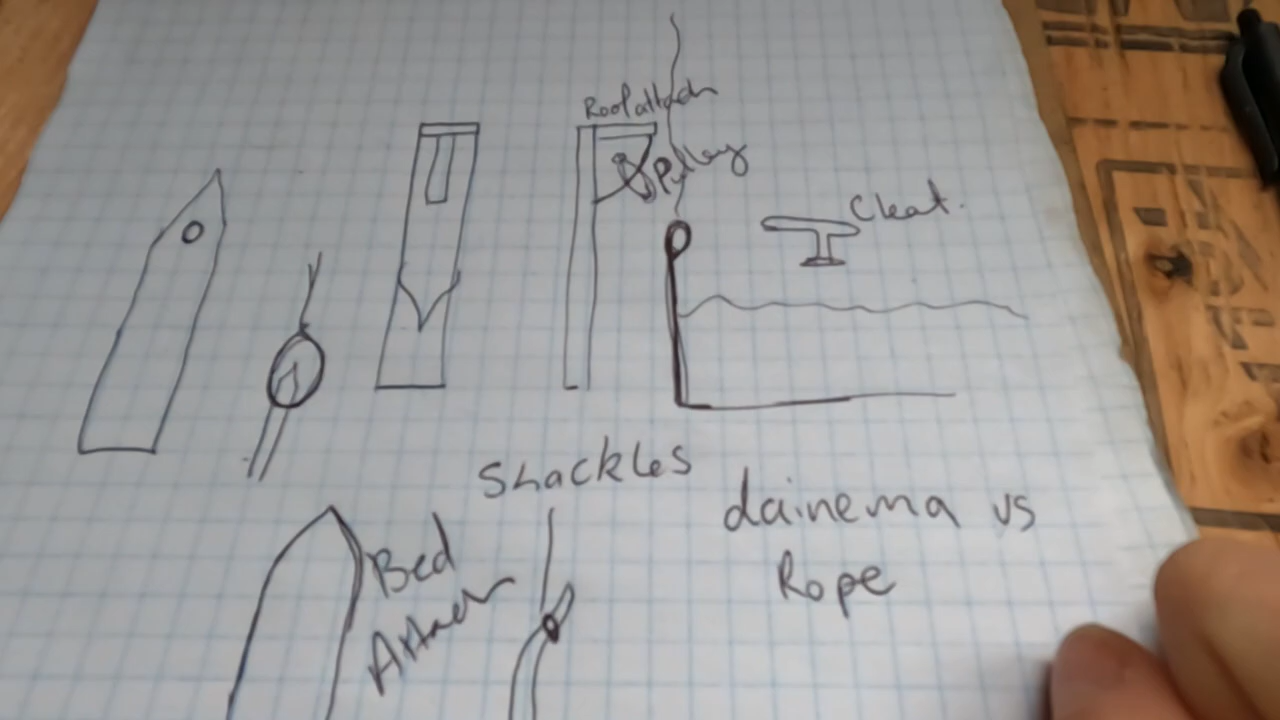 Roof attach
Pulley
Cleat.
Shackles
dainema vs
Rope
Bed
Attach